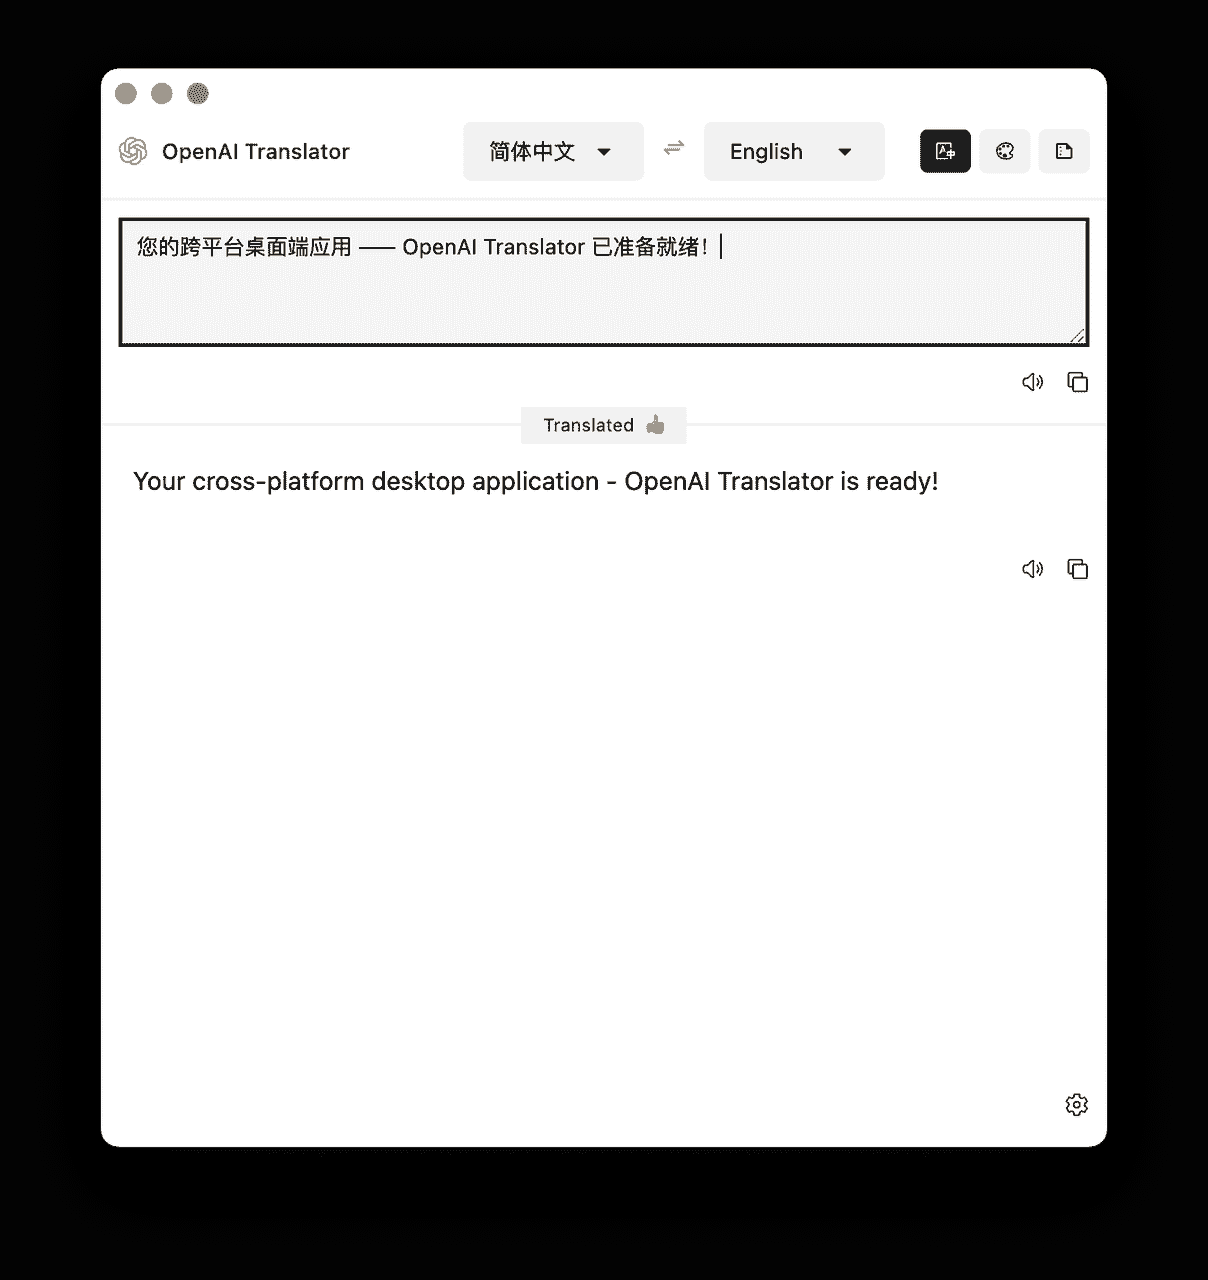 OpenAI Translator
简体中文
English
您的跨平台桌面端应用 —— OpenAI Translator 已准备就绪！
Translated 👍
Your cross-platform desktop application - OpenAI Translator is ready!